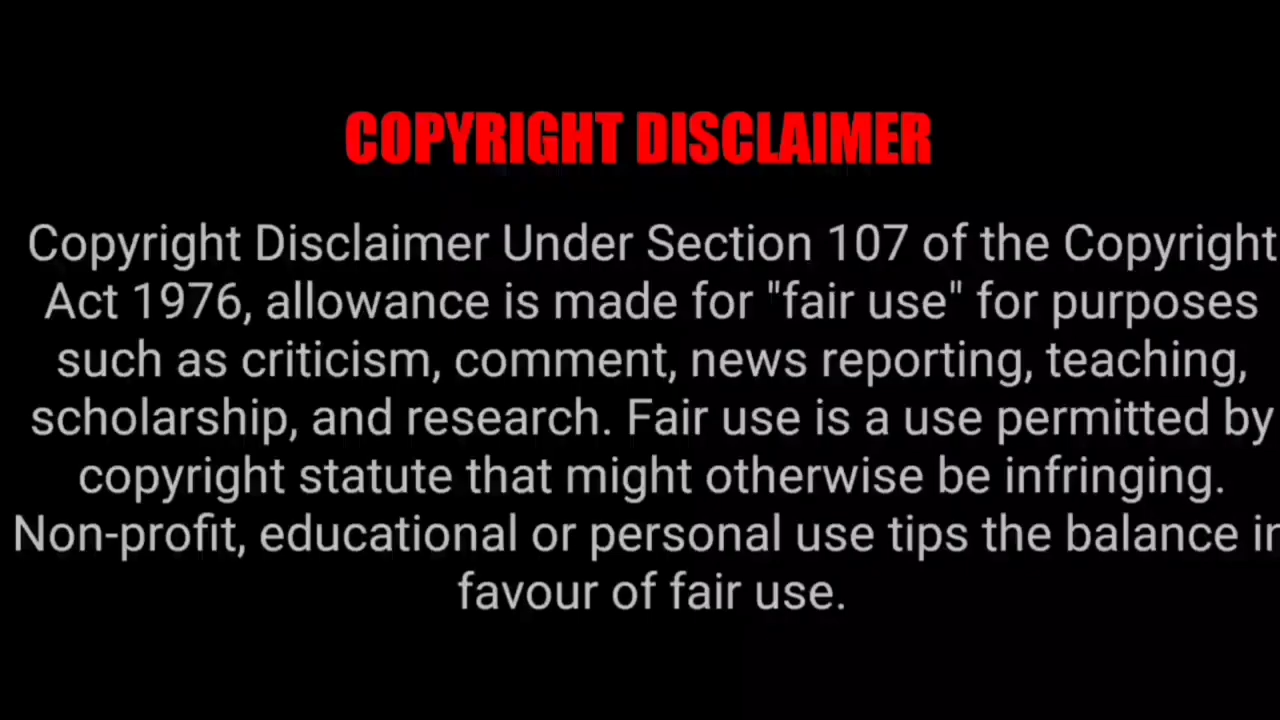 COPYRIGHT DISCLAIMER
Copyright Disclaimer Under Section 107 of the Copyright
Act 1976, allowance is made for "fair use" for purposes
such as criticism, comment, news reporting, teaching,
scholarship, and research. Fair use is a use permitted by
copyright statute that might otherwise be infringing.
Non-profit, educational or personal use tips the balance in
favour of fair use.